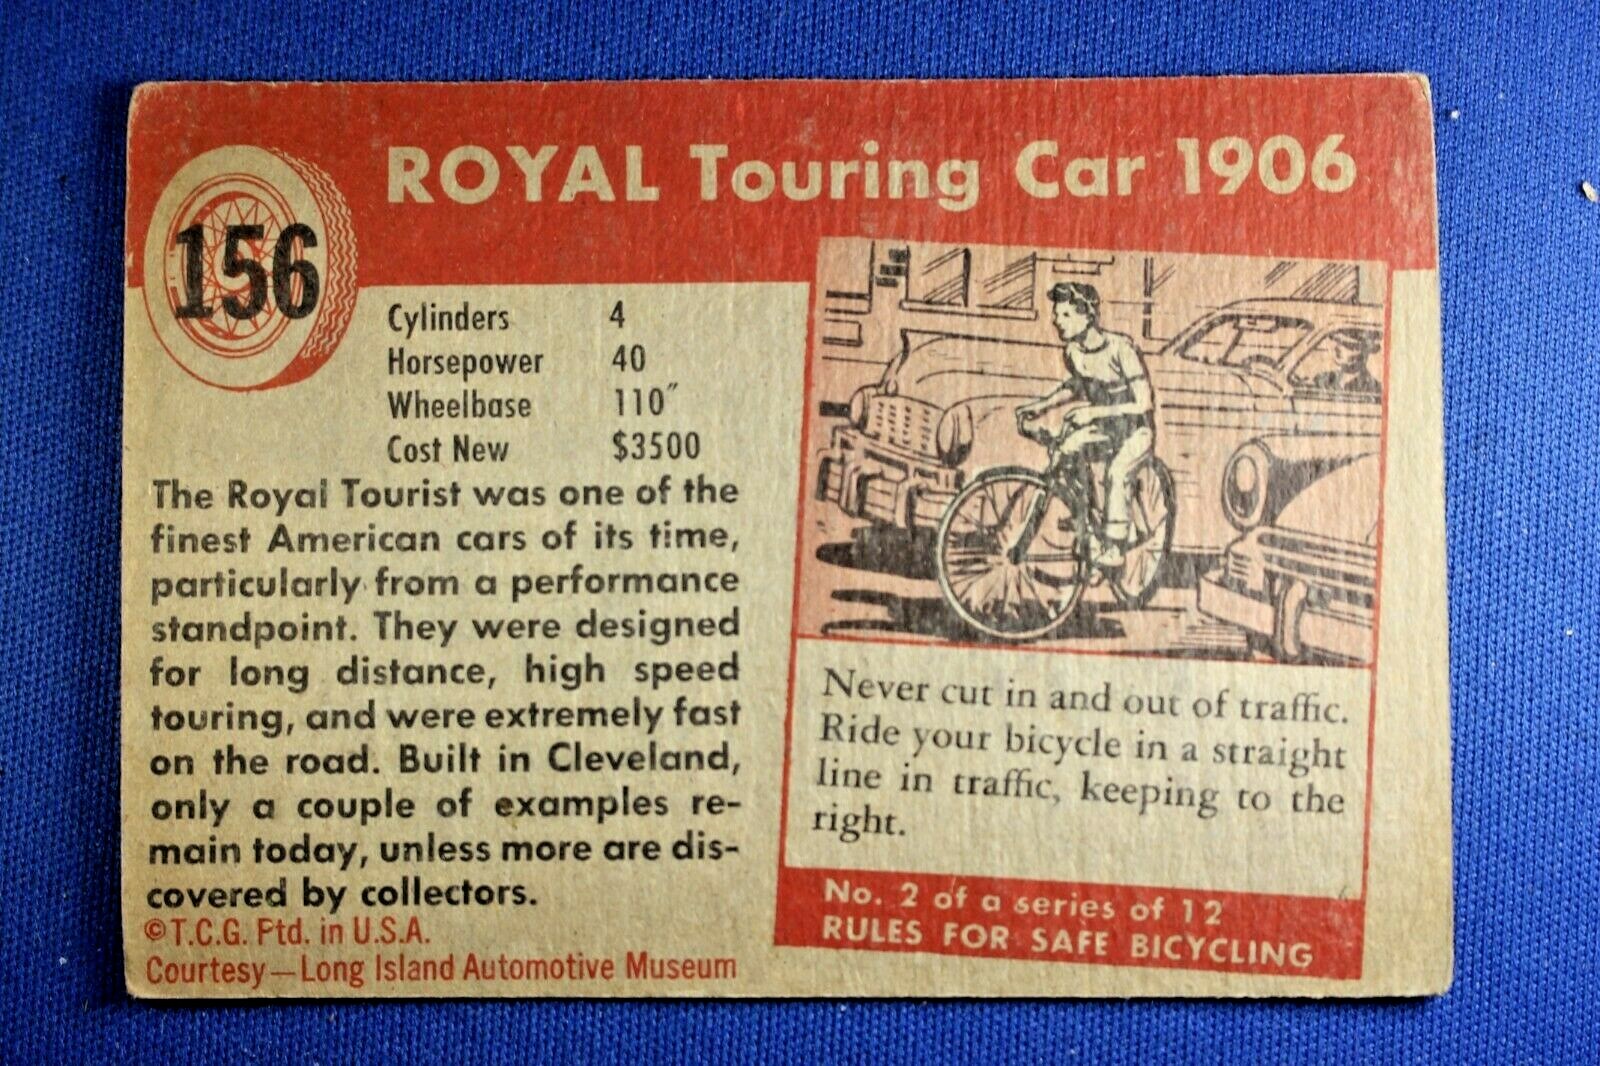 ROYAL Touring Car 1906
156
Cylinders 4
Horsepower 40
Wheelbase 110"
Cost New $3500
The Royal Tourist was one of the
finest American cars of its time,
particularly from a performance
standpoint. They were designed
for long distance, high speed
touring, and were extremely fast
on the road. Built in Cleveland,
only a couple of examples re-
main today, unless more are dis-
covered by collectors.
©T.C.G. Ptd. in U.S.A.
Courtesy—Long Island Automotive Museum
Never cut in and out of traffic.
Ride your bicycle in a straight
line in traffic, keeping to the
right.
No. 2 of a series of 12
RULES FOR SAFE BICYCLING